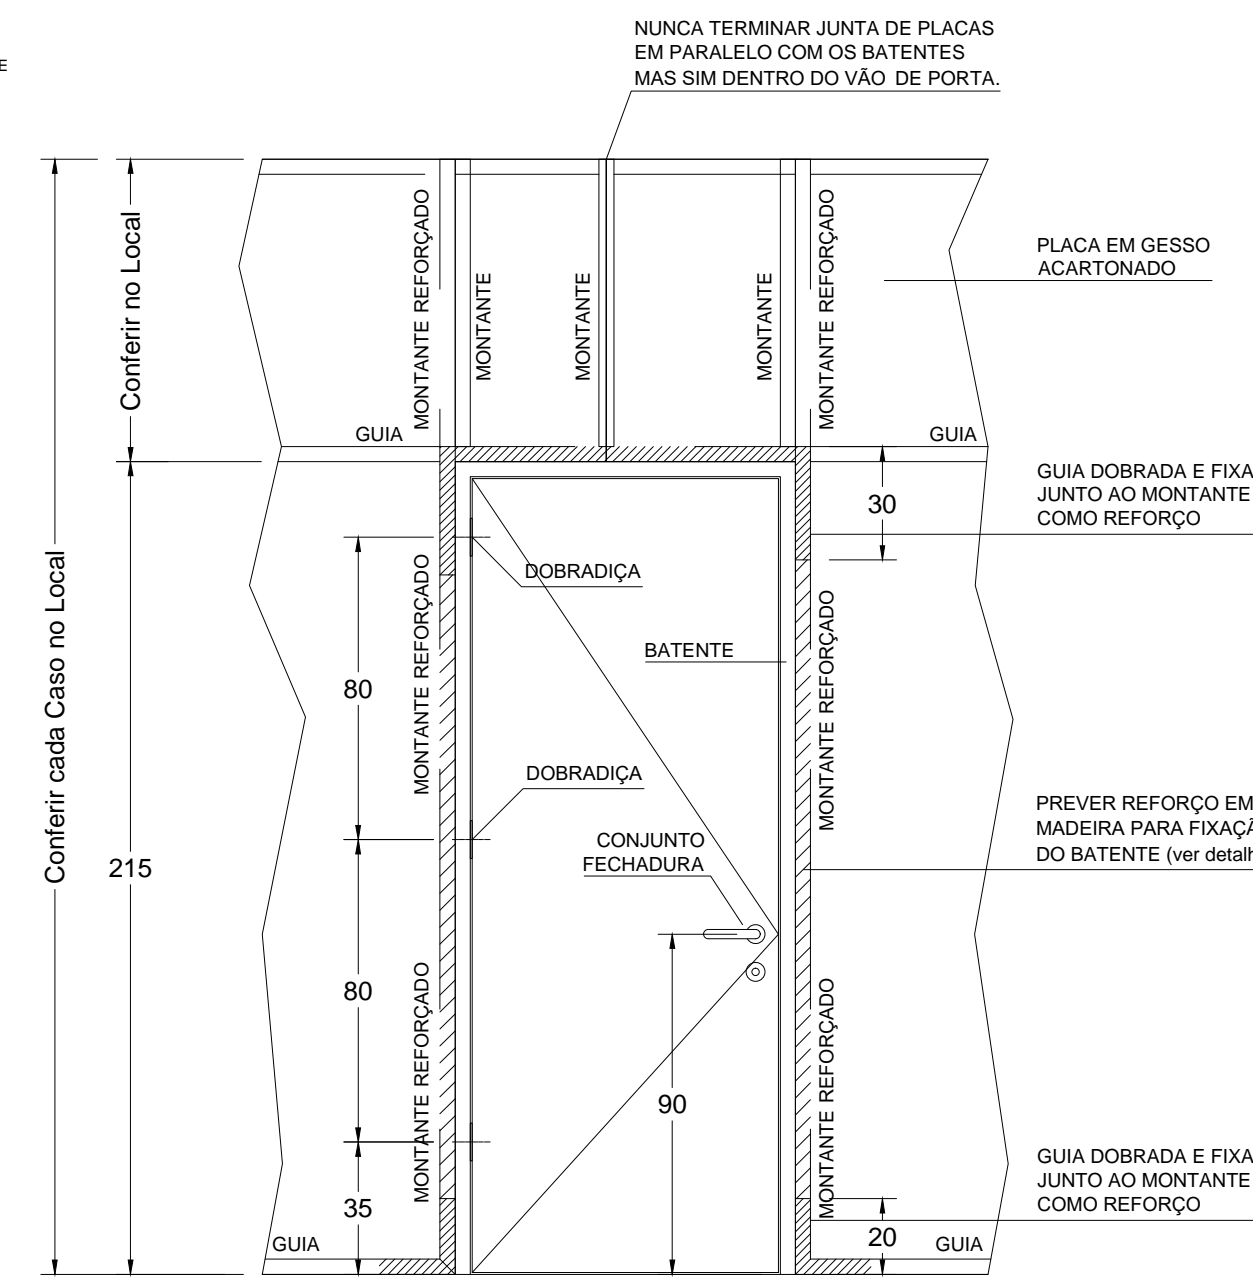 NUNCA TERMINAR JUNTA DE PLACAS
EM PARALELO COM OS BATENTES
MAS SIM DENTRO DO VÃO DE PORTA.
E
Conferir cada Caso no Local
Conferir no Local
215
MONTANTE REFORÇADO
MONTANTE
MONTANTE
MONTANTE
MONTANTE REFORÇADO
PLACA EM GESSO
ACARTONADO
GUIA
GUIA
GUIA DOBRADA E FIXA
JUNTO AO MONTANTE
COMO REFORÇO
30
DOBRADIÇA
MONTANTE REFORÇADO
MONTANTE REFORÇADO
BATENTE
80
DOBRADIÇA
CONJUNTO
FECHADURA
PREVER REFORÇO EM
MADEIRA PARA FIXAÇÃ
DO BATENTE (ver detalh
80
MONTANTE REFORÇADO
MONTANTE REFORÇADO
90
35
GUIA DOBRADA E FIXA
JUNTO AO MONTANTE
COMO REFORÇO
20
GUIA
GUIA